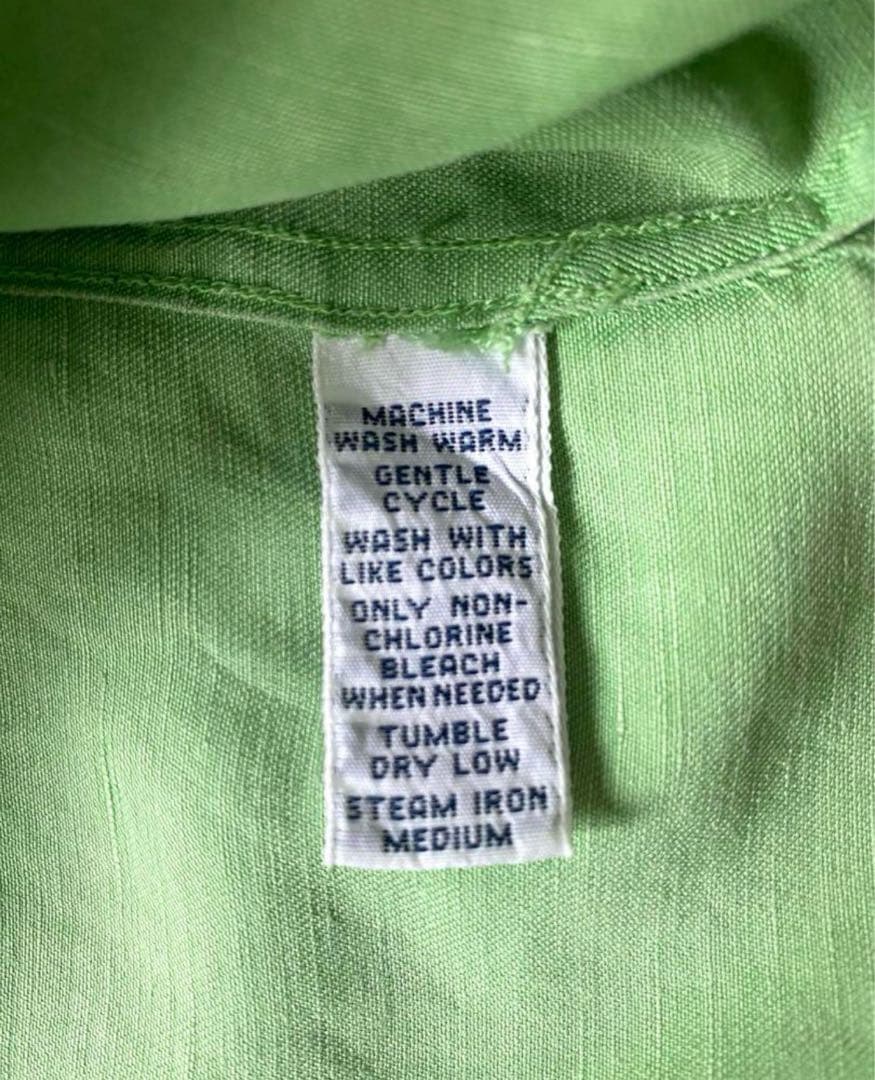 MACHINE
WASH WARM
GENTLE
CYCLE
WASH WITH
LIKE COLORS
ONLY NON-
CHLORINE
BLEACH
WHEN NEEDED
TUMBLE
DRY LOW
STEAM IRON
MEDIUM